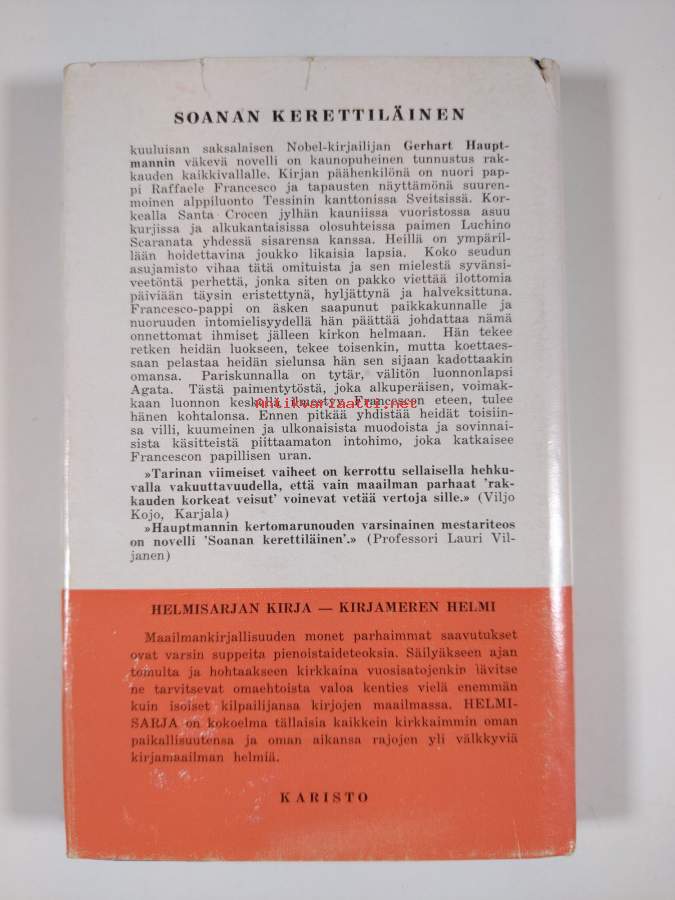 SOANAN KERETTILÄINEN
kuuluisan saksalaisen Nobel-kirjailijan Gerhart Haupt-
mannin väkevä novelli on kaunopuheinen tunnustus rak-
kauden kaikkivallalle. Kirjan päähenkilönä on nuori pap-
pi Raffaele Francesco ja tapausten näyttämönä suuren-
moinen alppiluonto Tessinin kanttonissa Sveitsissä. Kor-
kealla Santa Crocen jylhän kauniissa vuoristossa asuu
kurjissa ja alkukantaisissa olosuhteissa paimen Luchino
Scaranata yhdessä sisarensa kanssa. Heillä on ympäril-
lään hoidettavina joukko likaisia lapsia. Koko seudun
asujamisto vihaa tätä omituista ja sen mielestä syvänsi-
veetöntä perhettä, jonka siten on pakko viettää ilottomia
päiviään täysin eristettynä, hyljättynä ja halveksittuna.
Francesco-pappi on äsken saapunut paikkakunnalle ja
nuoruuden intomielisyydellä hän päättää johdattaa nämä
onnettomat ihmiset jälleen kirkon helmaan. Hän tekee
retken heidän luokseen, tekee toisenkin, mutta koettaes-
saan pelastaa heidän sielunsa hän sen sijaan kadottaakin
omansa. Pariskunnalla on tytär, välitön luonnonlapsi
Agata. Tästä paimentytöstä, joka alkuperäisen, voimak-
kaan luonnon keskellä ilmestyy Francescon eteen, tulee
Antikvariaatti.net
hänen kohtalonsa. Ennen pitkää yhdistää heidät toisiin-
sa villi, kuumeinen ja ulkonaisista muodoista ja sovinnai-
sista käsitteistä piittaamaton intohimo, joka katkaisee
Francescon papillisen uran.
»Tarinan viimeiset vaiheet on kerrottu sellaisella hehku-
valla vakuuttavuudella, että vain maailman parhaat 'rak-
kauden korkeat veisut' voinevat vetää vertoja sille.» (Viljo
Kojo, Karjala)
»Hauptmannin kertomarunouden varsinainen mestariteos
on novelli 'Soanan kerettiläinen'.» (Professori Lauri Vil-
janen)
HELMISARJAN KIRJA — KIRJAMEREN HELMI
Maailmankirjallisuuden monet parhaimmat saavutukset
ovat varsin suppeita pienoistaideteoksia. Säilyäkseen ajan
tomulta ja hohtaakseen kirkkaina vuosisatojenkin lävitse
ne tarvitsevat omaehtoista valoa kenties vielä enemmän
kuin isoiset kilpailijansa kirjojen maailmassa. HELMI-
SARJA on kokoelma tällaisia kaikkein kirkkaimmin oman
paikallisuutensa ja oman aikansa rajojen yli välkkyviä
kirjamaailman helmiä.
KARISTO